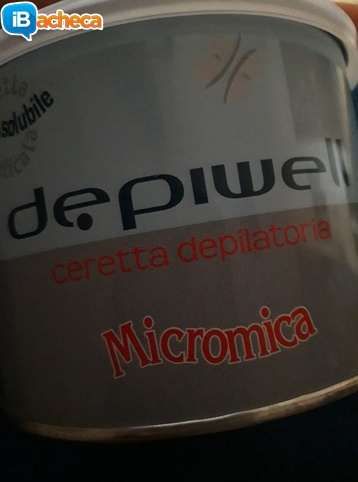 iBacheca
solubile
depiwell
ceretta depilatoria
Micromica